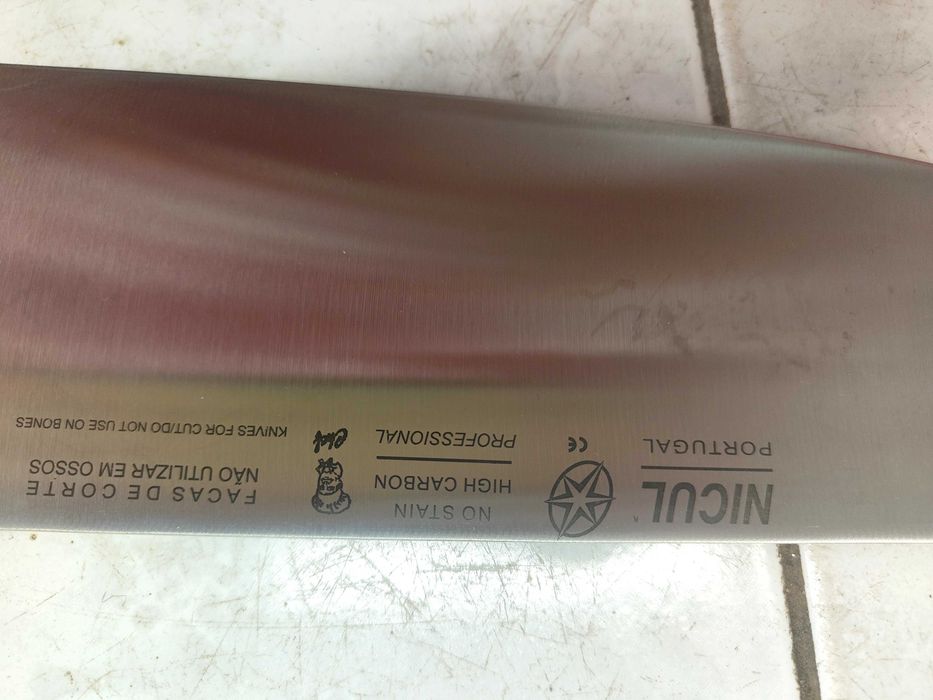 NICUL
PORTUGAL
CE
NO STAIN
HIGH CARBON
PROFESSIONAL
Chef
FACAS DE CORTE
NÃO UTILIZAR EM OSSOS
KNIVES FOR CUT/DO NOT USE ON BONES